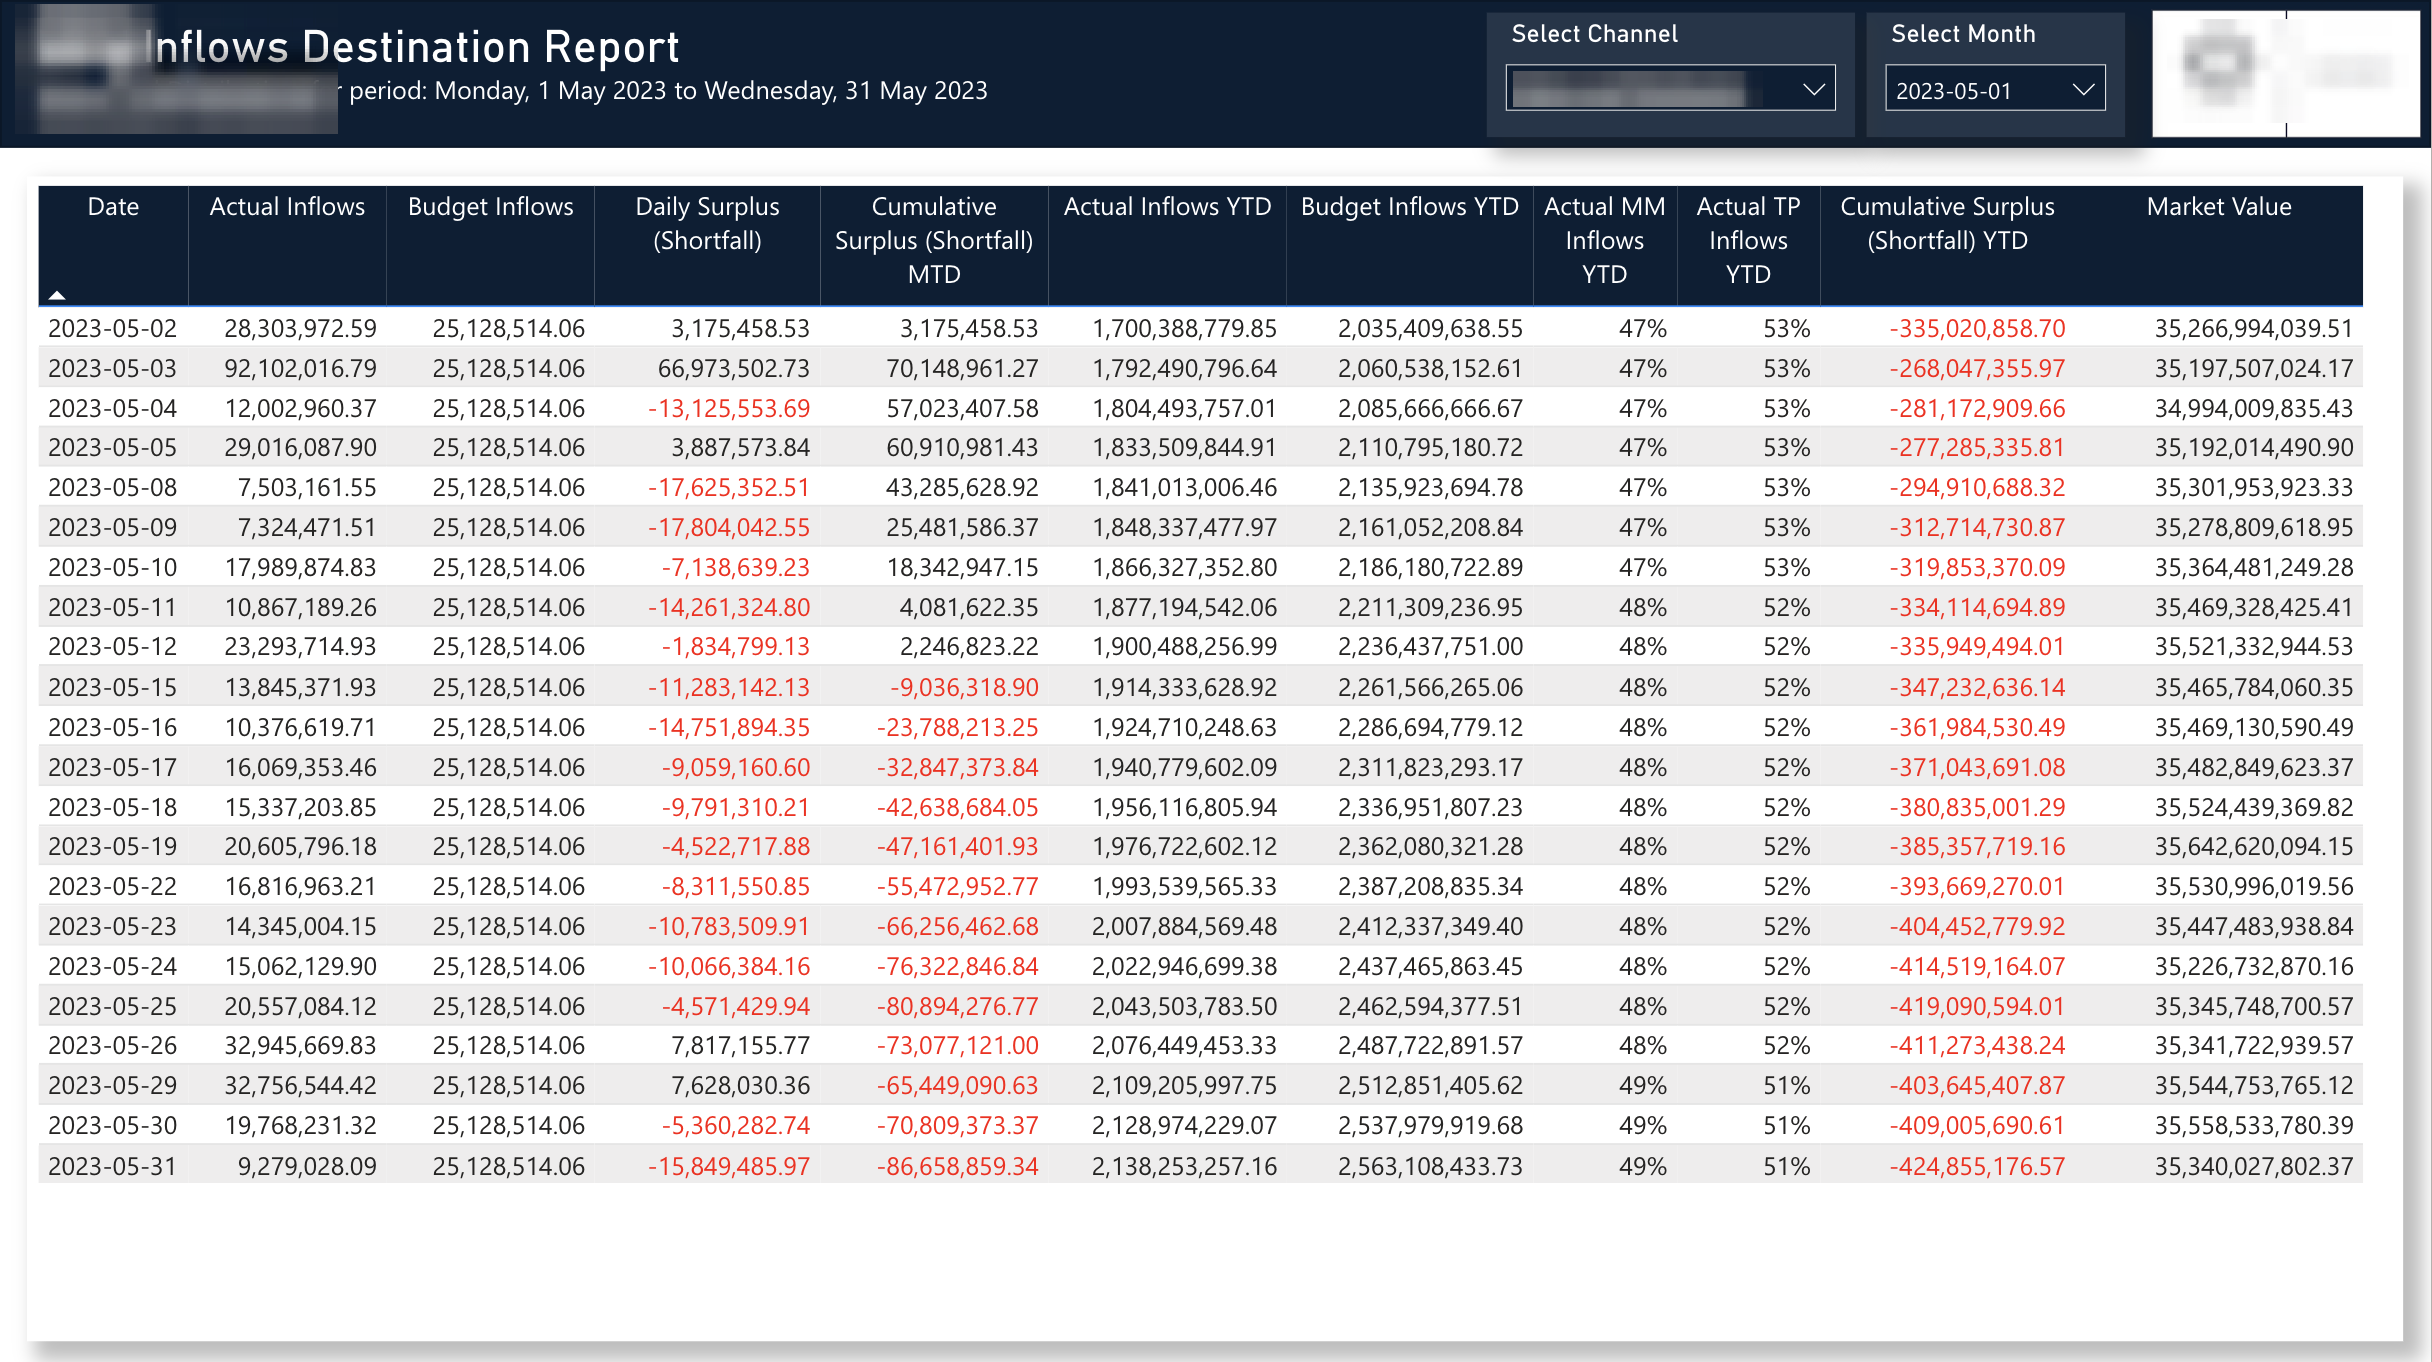 Inflows Destination Report
period: Monday, 1 May 2023 to Wednesday, 31 May 2023
Select Channel
Select Month
2023-05-01
Date Actual Inflows Budget Inflows Daily Surplus (Shortfall) Cumulative Surplus (Shortfall) MTD Actual Inflows YTD Budget Inflows YTD Actual MM Inflows YTD Actual TP Inflows YTD Cumulative Surplus (Shortfall) YTD Market Value
2023-05-02 28,303,972.59 25,128,514.06 3,175,458.53 3,175,458.53 1,700,388,779.85 2,035,409,638.55 47% 53% -335,020,858.70 35,266,994,039.51
2023-05-03 92,102,016.79 25,128,514.06 66,973,502.73 70,148,961.27 1,792,490,796.64 2,060,538,152.61 47% 53% -268,047,355.97 35,197,507,024.17
2023-05-04 12,002,960.37 25,128,514.06 -13,125,553.69 57,023,407.58 1,804,493,757.01 2,085,666,666.67 47% 53% -281,172,909.66 34,994,009,835.43
2023-05-05 29,016,087.90 25,128,514.06 3,887,573.84 60,910,981.43 1,833,509,844.91 2,110,795,180.72 47% 53% -277,285,335.81 35,192,014,490.90
2023-05-08 7,503,161.55 25,128,514.06 -17,625,352.51 43,285,628.92 1,841,013,006.46 2,135,923,694.78 47% 53% -294,910,688.32 35,301,953,923.33
2023-05-09 7,324,471.51 25,128,514.06 -17,804,042.55 25,481,586.37 1,848,337,477.97 2,161,052,208.84 47% 53% -312,714,730.87 35,278,809,618.95
2023-05-10 17,989,874.83 25,128,514.06 -7,138,639.23 18,342,947.15 1,866,327,352.80 2,186,180,722.89 47% 53% -319,853,370.09 35,364,481,249.28
2023-05-11 10,867,189.26 25,128,514.06 -14,261,324.80 4,081,622.35 1,877,194,542.06 2,211,309,236.95 48% 52% -334,114,694.89 35,469,328,425.41
2023-05-12 23,293,714.93 25,128,514.06 -1,834,799.13 2,246,823.22 1,900,488,256.99 2,236,437,751.00 48% 52% -335,949,494.01 35,521,332,944.53
2023-05-15 13,845,371.93 25,128,514.06 -11,283,142.13 -9,036,318.90 1,914,333,628.92 2,261,566,265.06 48% 52% -347,232,636.14 35,465,784,060.35
2023-05-16 10,376,619.71 25,128,514.06 -14,751,894.35 -23,788,213.25 1,924,710,248.63 2,286,694,779.12 48% 52% -361,984,530.49 35,469,130,590.49
2023-05-17 16,069,353.46 25,128,514.06 -9,059,160.60 -32,847,373.84 1,940,779,602.09 2,311,823,293.17 48% 52% -371,043,691.08 35,482,849,623.37
2023-05-18 15,337,203.85 25,128,514.06 -9,791,310.21 -42,638,684.05 1,956,116,805.94 2,336,951,807.23 48% 52% -380,835,001.29 35,524,439,369.82
2023-05-19 20,605,796.18 25,128,514.06 -4,522,717.88 -47,161,401.93 1,976,722,602.12 2,362,080,321.28 48% 52% -385,357,719.16 35,642,620,094.15
2023-05-22 16,816,963.21 25,128,514.06 -8,311,550.85 -55,472,952.77 1,993,539,565.33 2,387,208,835.34 48% 52% -393,669,270.01 35,530,996,019.56
2023-05-23 14,345,004.15 25,128,514.06 -10,783,509.91 -66,256,462.68 2,007,884,569.48 2,412,337,349.40 48% 52% -404,452,779.92 35,447,483,938.84
2023-05-24 15,062,129.90 25,128,514.06 -10,066,384.16 -76,322,846.84 2,022,946,699.38 2,437,465,863.45 48% 52% -414,519,164.07 35,226,732,870.16
2023-05-25 20,557,084.12 25,128,514.06 -4,571,429.94 -80,894,276.77 2,043,503,783.50 2,462,594,377.51 48% 52% -419,090,594.01 35,345,748,700.57
2023-05-26 32,945,669.83 25,128,514.06 7,817,155.77 -73,077,121.00 2,076,449,453.33 2,487,722,891.57 48% 52% -411,273,438.24 35,341,722,939.57
2023-05-29 32,756,544.42 25,128,514.06 7,628,030.36 -65,449,090.63 2,109,205,997.75 2,512,851,405.62 49% 51% -403,645,407.87 35,544,753,765.12
2023-05-30 19,768,231.32 25,128,514.06 -5,360,282.74 -70,809,373.37 2,128,974,229.07 2,537,979,919.68 49% 51% -409,005,690.61 35,558,533,780.39
2023-05-31 9,279,028.09 25,128,514.06 -15,849,485.97 -86,658,859.34 2,138,253,257.16 2,563,108,433.73 49% 51% -424,855,176.57 35,340,027,802.37